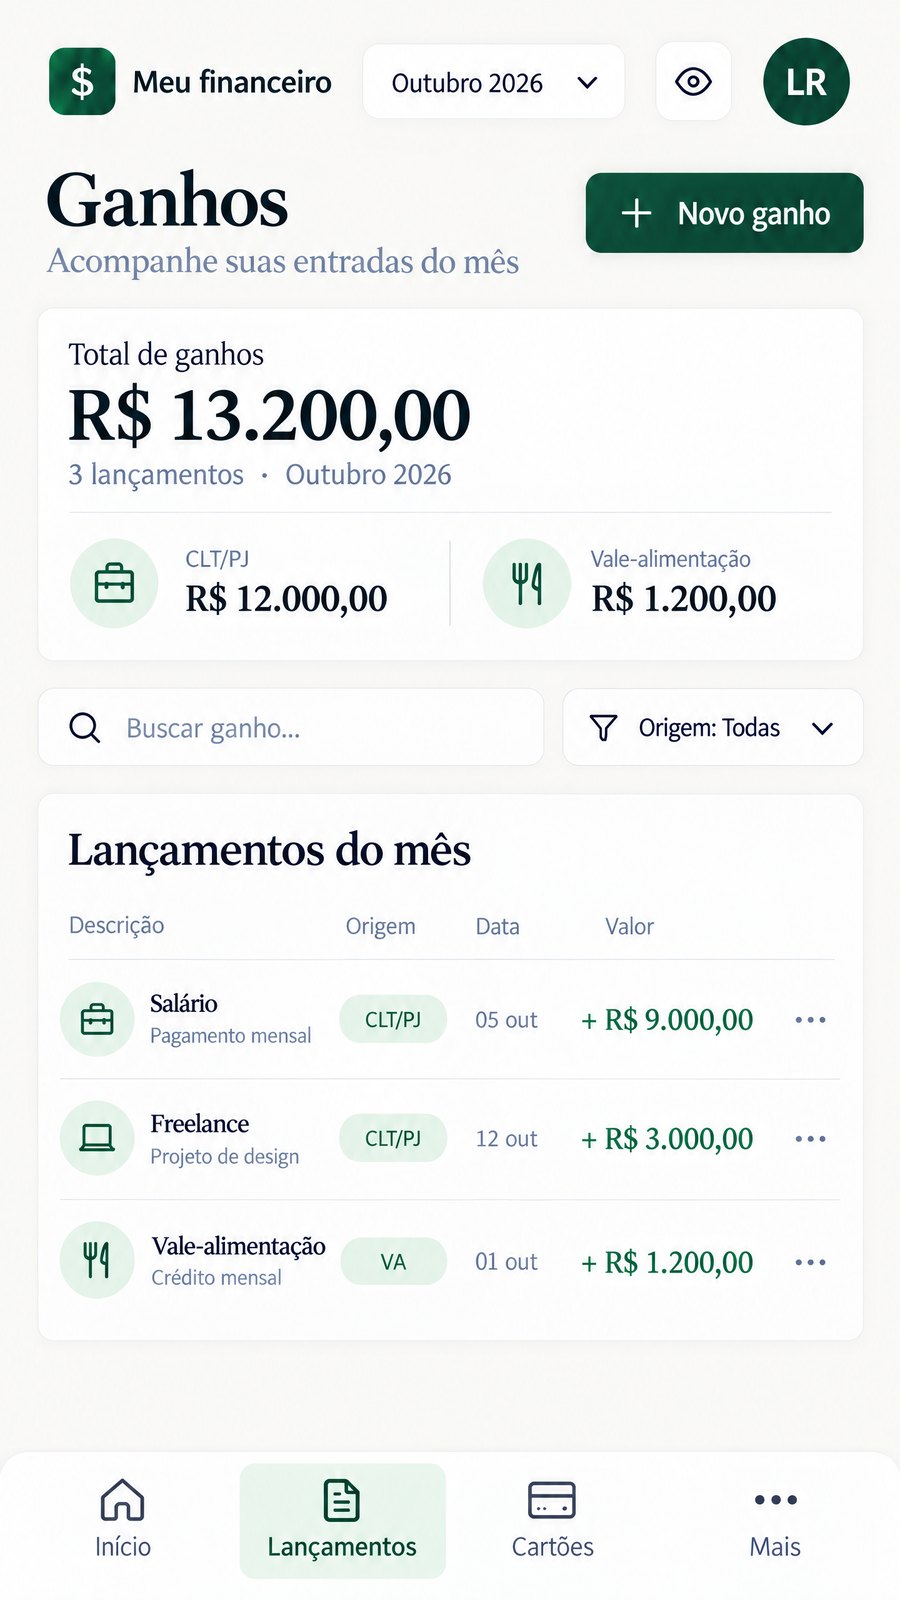 $ Meu financeiro
Outubro 2026
LR
Ganhos
Acompanhe suas entradas do mês
+ Novo ganho
Total de ganhos
R$ 13.200,00
3 lançamentos · Outubro 2026
CLT/PJ
R$ 12.000,00
Vale-alimentação
R$ 1.200,00
Buscar ganho...
Origem: Todas
Lançamentos do mês
Descrição Origem Data Valor
Salário
Pagamento mensal
CLT/PJ
05 out
+ R$ 9.000,00
Freelance
Projeto de design
CLT/PJ
12 out
+ R$ 3.000,00
Vale-alimentação
Crédito mensal
VA
01 out
+ R$ 1.200,00
Início
Lançamentos
Cartões
Mais